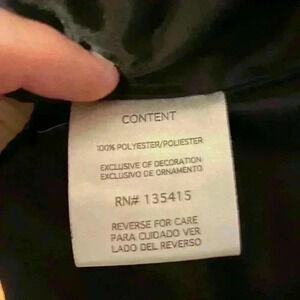 CONTENT
100% POLYESTER/POLIESTER
EXCLUSIVE OF DECORATION
EXCLUSIVO DE ORNAMENTO
RN# 135415
REVERSE FOR CARE
PARA CUIDADO VER
LADO DEL REVERSO